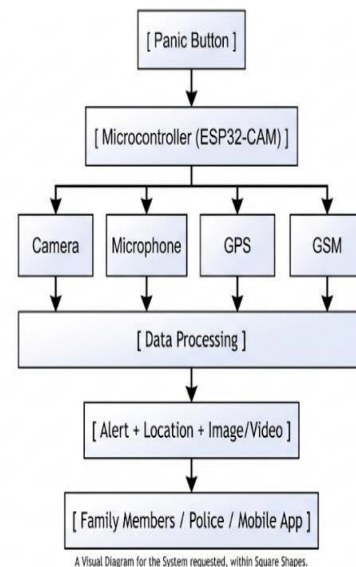 [ Panic Button ]
[ Microcontroller (ESP32-CAM) ]
Camera
Microphone
GPS
GSM
[ Data Processing ]
[ Alert + Location + Image/Video ]
[ Family Members / Police / Mobile App ]
A Visual Diagram for the System requested, within Square Shapes.